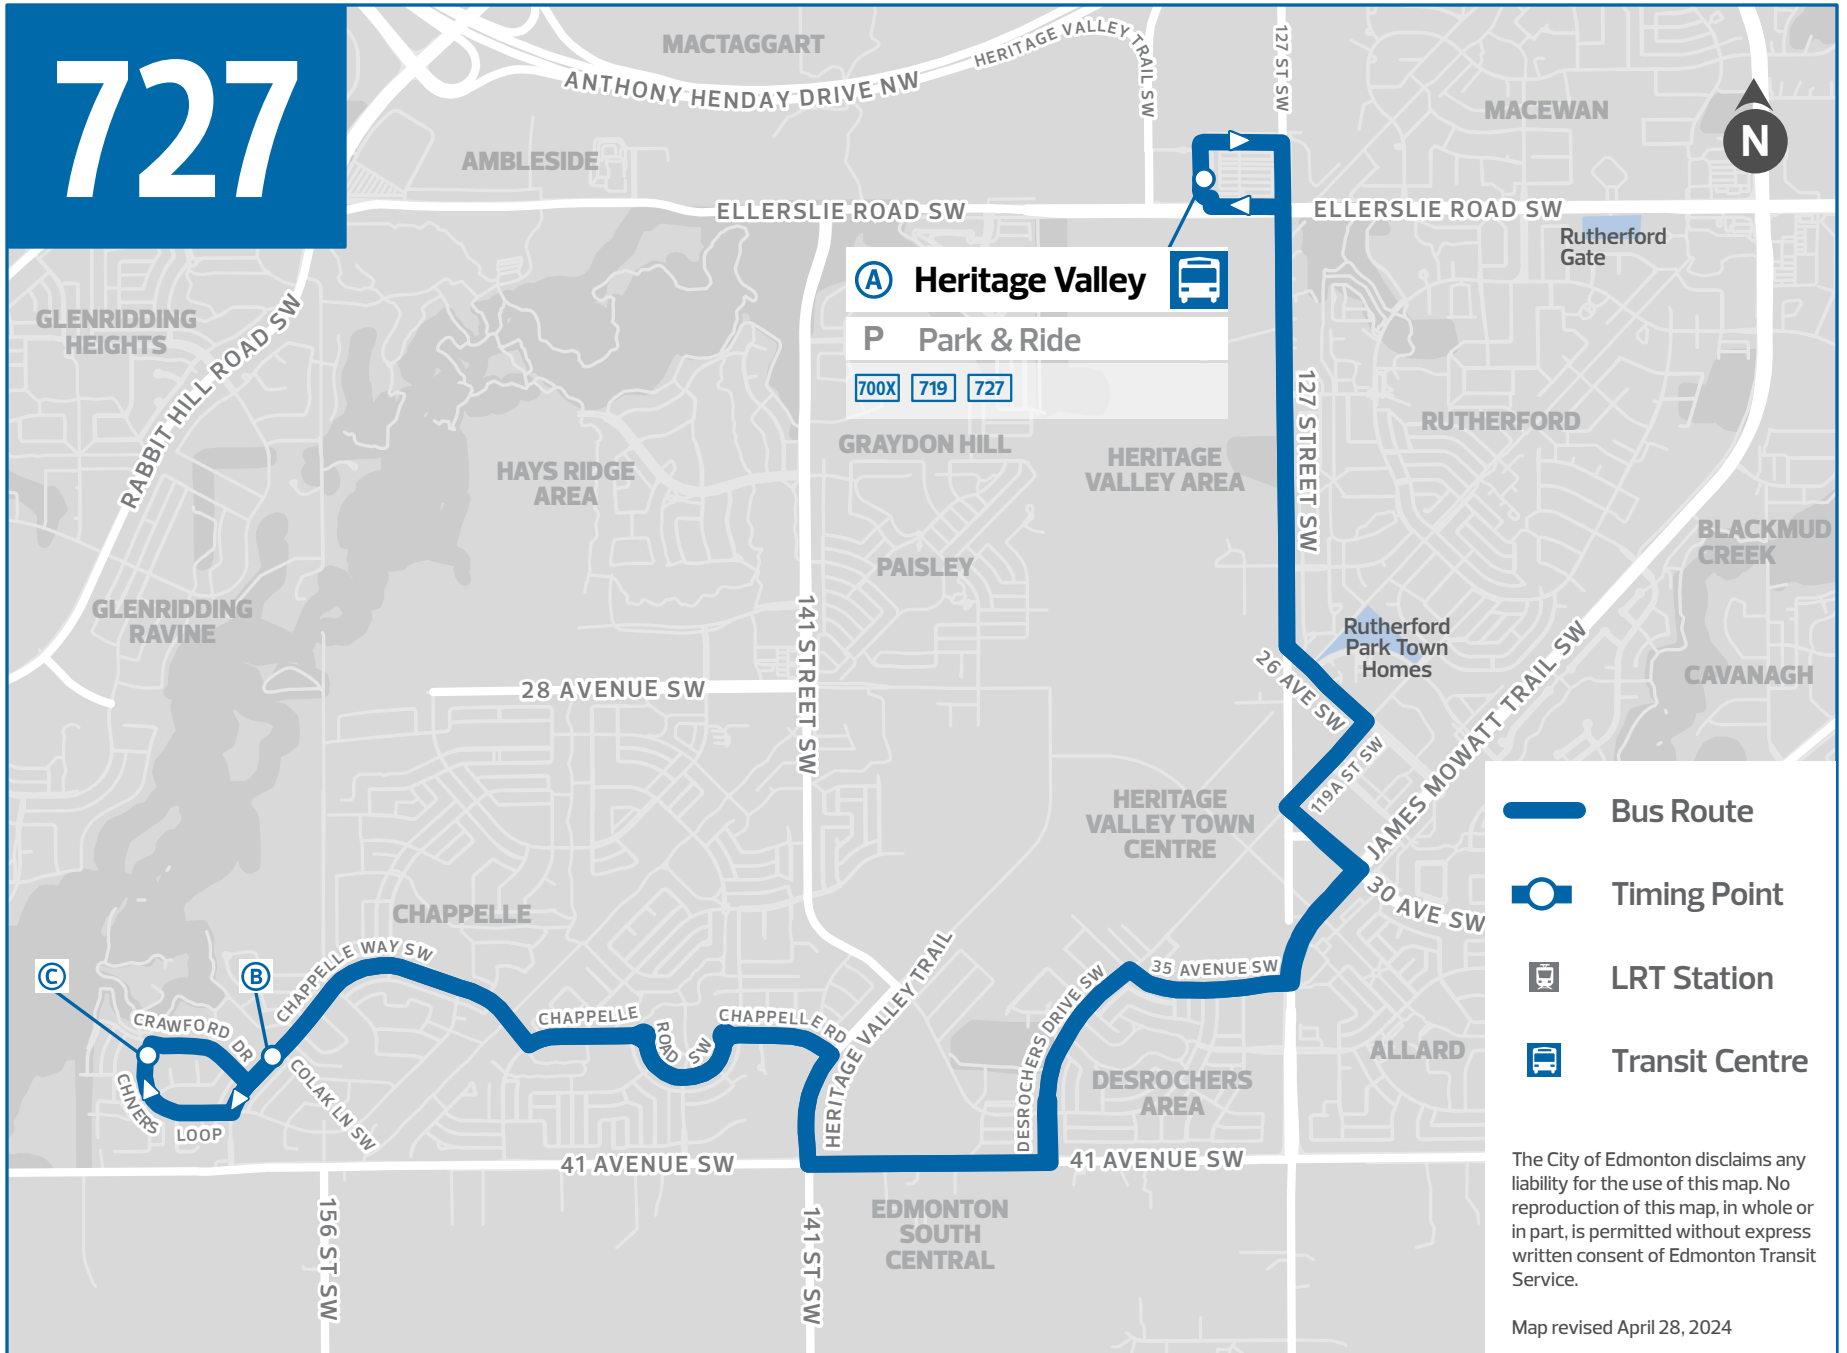 727
MACTAGGART
HERITAGE VALLEY TRAIL SW
127 ST SW
ANTHONY HENDAY DRIVE NW
MACEWAN
N
AMBLESIDE
ELLERSLIE ROAD SW
ELLERSLIE ROAD SW
Rutherford
Gate
A Heritage Valley
P Park & Ride
700X 719 727
GLENRIDDING
HEIGHTS
RABBIT HILL ROAD SW
127 STREET SW
RUTHERFORD
GRAYDON HILL
HERITAGE
VALLEY AREA
HAYS RIDGE
AREA
BLACKMUD
CREEK
PAISLEY
GLENRIDDING
RAVINE
141 STREET SW
Rutherford
Park Town
Homes
26 AVE SW
CAVANAGH
28 AVENUE SW
119A ST SW
JAMES MOWATT TRAIL SW
HERITAGE
VALLEY TOWN
CENTRE
30 AVE SW
CHAPPELLE
CHAPPELLE WAY SW
C
B
35 AVENUE SW
HERITAGE VALLEY TRAIL
DESROCHERS DRIVE SW
CRAWFORD DR
CHAPPELLE
ROAD SW
CHAPPELLE RD
COLAK LN SW
CHIVERS
LOOP
ALLARD
DESROCHERS
AREA
41 AVENUE SW
41 AVENUE SW
156 ST SW
141 ST SW
EDMONTON
SOUTH
CENTRAL
Bus Route
Timing Point
LRT Station
Transit Centre
The City of Edmonton disclaims any
liability for the use of this map. No
reproduction of this map, in whole or
in part, is permitted without express
written consent of Edmonton Transit
Service.
Map revised April 28, 2024